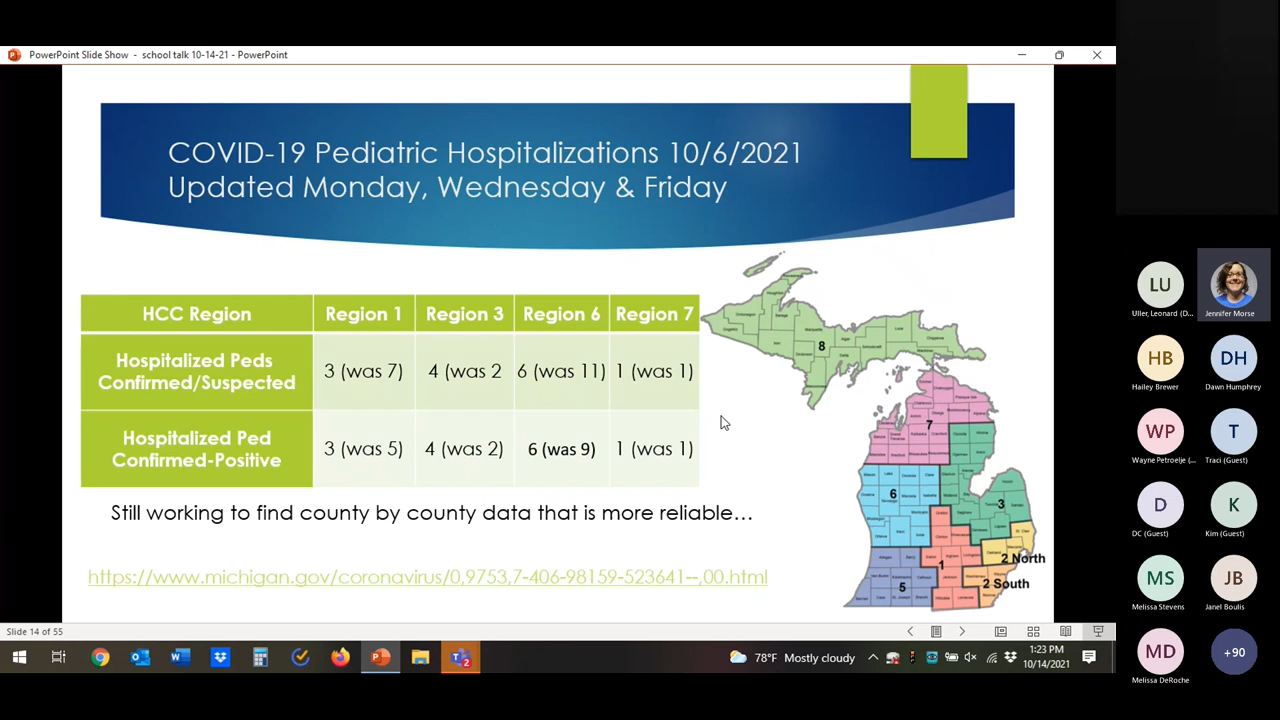 PowerPoint Slide Show - school talk 10-14-21 - PowerPoint
COVID-19 Pediatric Hospitalizations 10/6/2021
Updated Monday, Wednesday & Friday
HCC Region Region 1 Region 3 Region 6 Region 7
Hospitalized Peds
Confirmed/Suspected
3 (was 7) 4 (was 2 6 (was 11) 1 (was 1)
Hospitalized Ped
Confirmed-Positive
3 (was 5) 4 (was 2) 6 (was 9) 1 (was 1)
Still working to find county by county data that is more reliable…
https://www.michigan.gov/coronavirus/0,9753,7-406-98159-523641--,00.html
8
7
6
3
2 North
1
2 South
5
Slide 14 of 55
78°F Mostly cloudy
1:23 PM
10/14/2021
2
LU
Uller, Leonard (D...
Jennifer Morse
HB
Hailey Brewer
DH
Dawn Humphrey
WP
Wayne Petroelje (...
T
Traci (Guest)
D
DC (Guest)
K
Kim (Guest)
MS
Melissa Stevens
JB
Janel Boulis
MD
Melissa DeRoche
+90